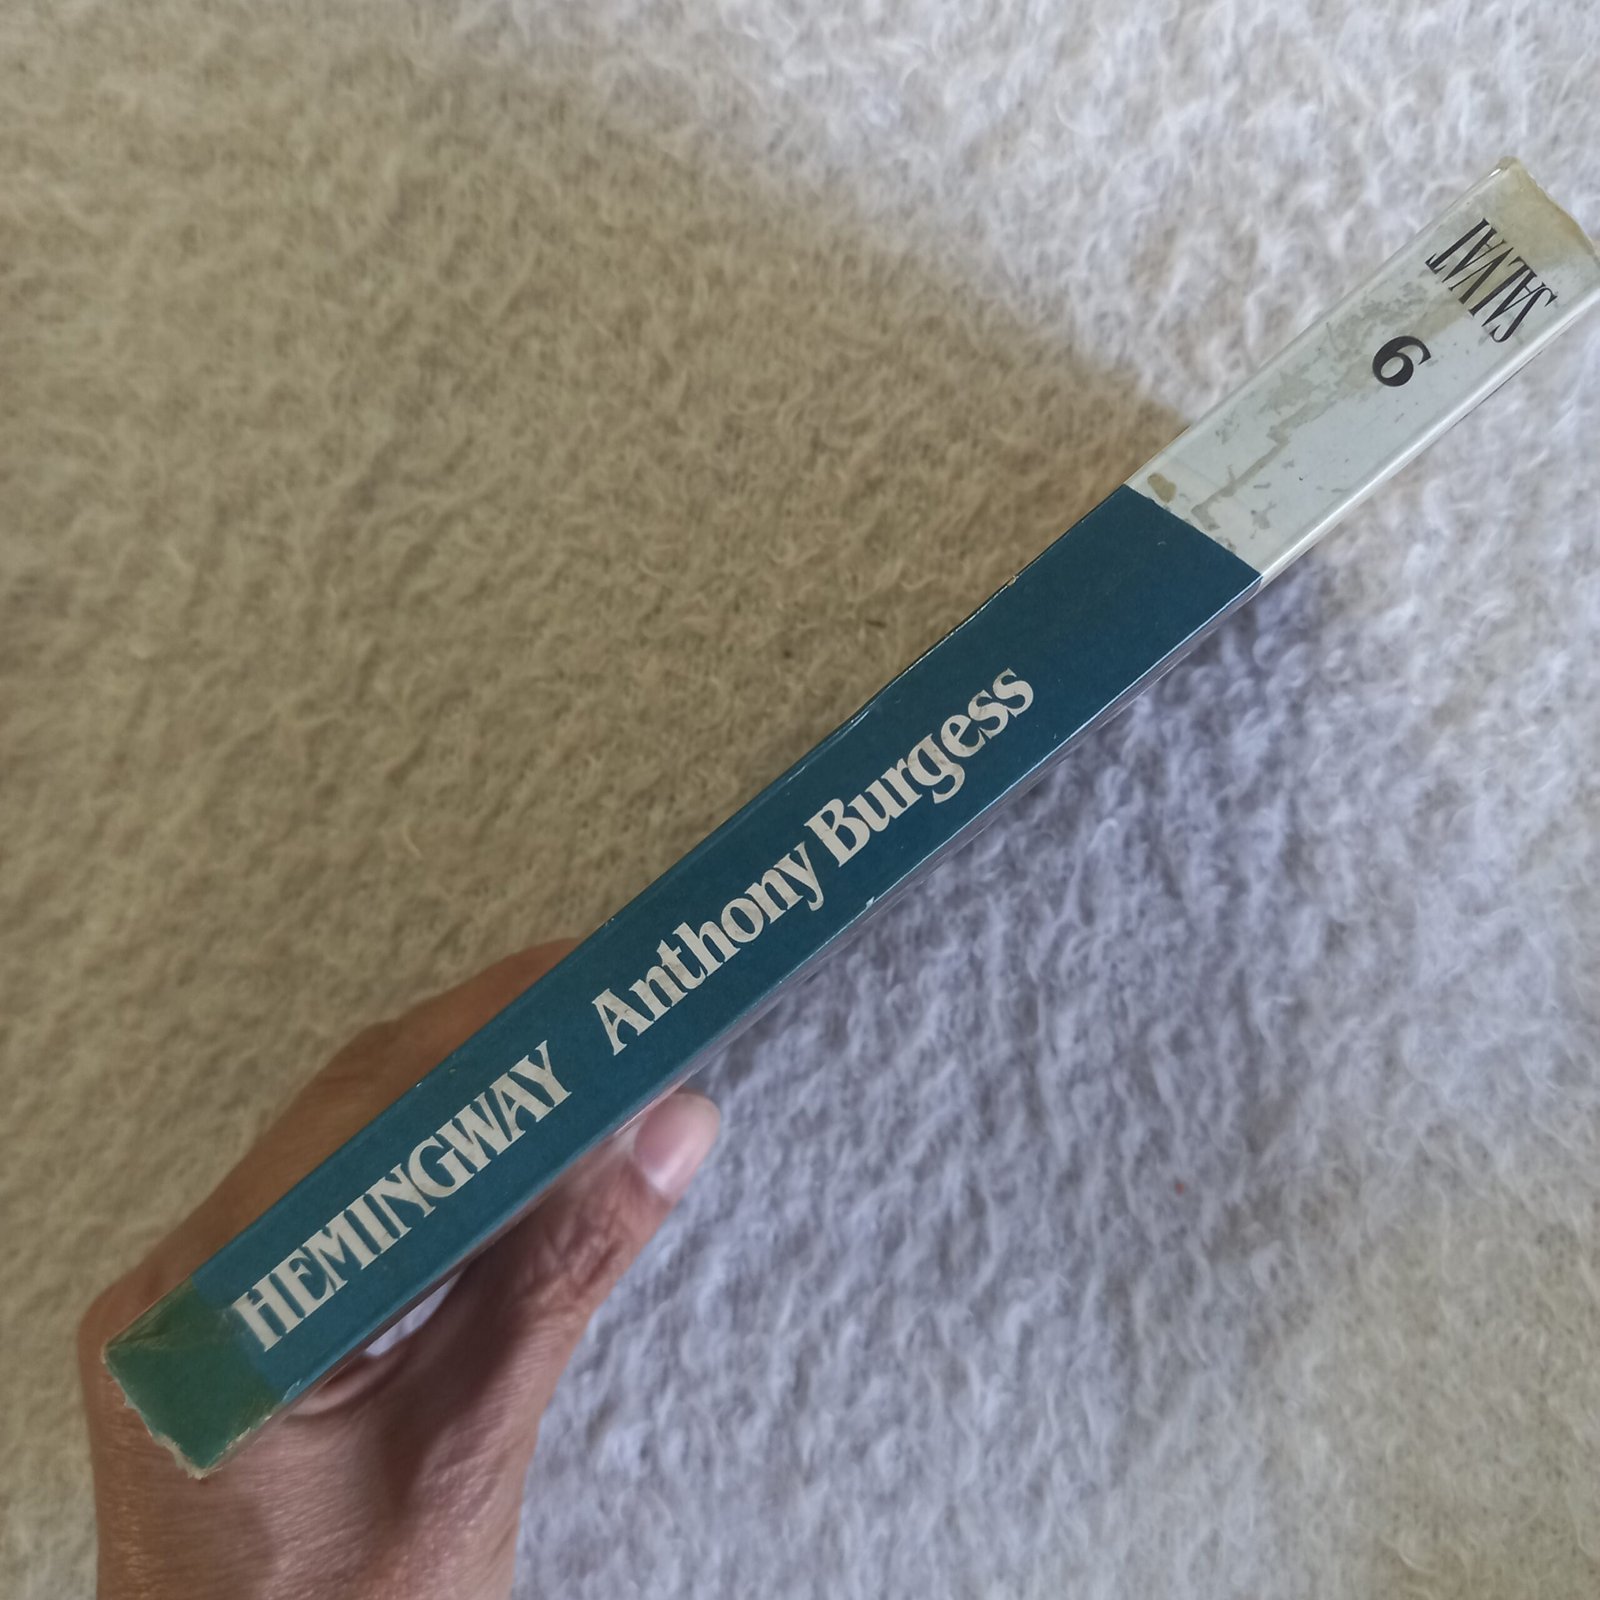 HEMINGWAY Anthony Burgess
9
SALVAT